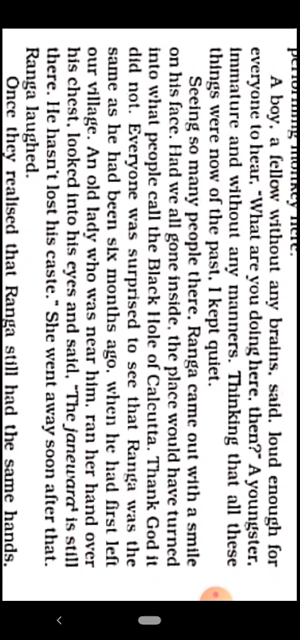 performing monkey here.
A boy, a fellow without any brains, said, loud enough for
everyone to hear, “What are you doing here, then?” A youngster,
immature and without any manners. Thinking that all these
things were now of the past, I kept quiet.
Seeing so many people there, Ranga came out with a smile
on his face. Had we all gone inside, the place would have turned
into what people call the Black Hole of Calcutta. Thank God it
did not. Everyone was surprised to see that Ranga was the
same as he had been six months ago, when he had first left
our village. An old lady who was near him, ran her hand over
his chest, looked into his eyes and said, “The janewara¹ is still
there. He hasn't lost his caste.” She went away soon after that.
Ranga laughed.
Once they realised that Ranga still had the same hands,